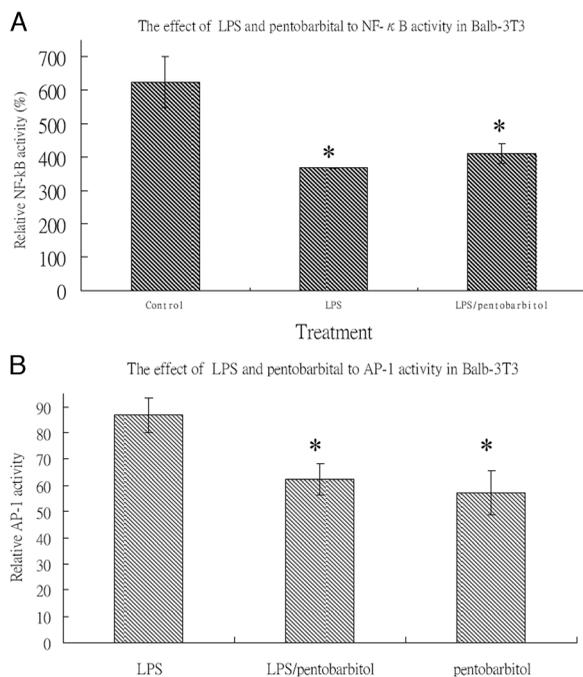 A
The effect of LPS and pentobarbital to NF-κB activity in Balb-3T3
Relative NF-kB activity (%)
700
600
500
400
300
200
100
0
*
*
Control
LPS
LPS/pentobarbitol
Treatment
B
The effect of LPS and pentobarbital to AP-1 activity in Balb-3T3
Relative AP-1 activity
90
80
70
60
50
40
30
20
10
0
*
*
LPS
LPS/pentobarbitol
pentobarbitol